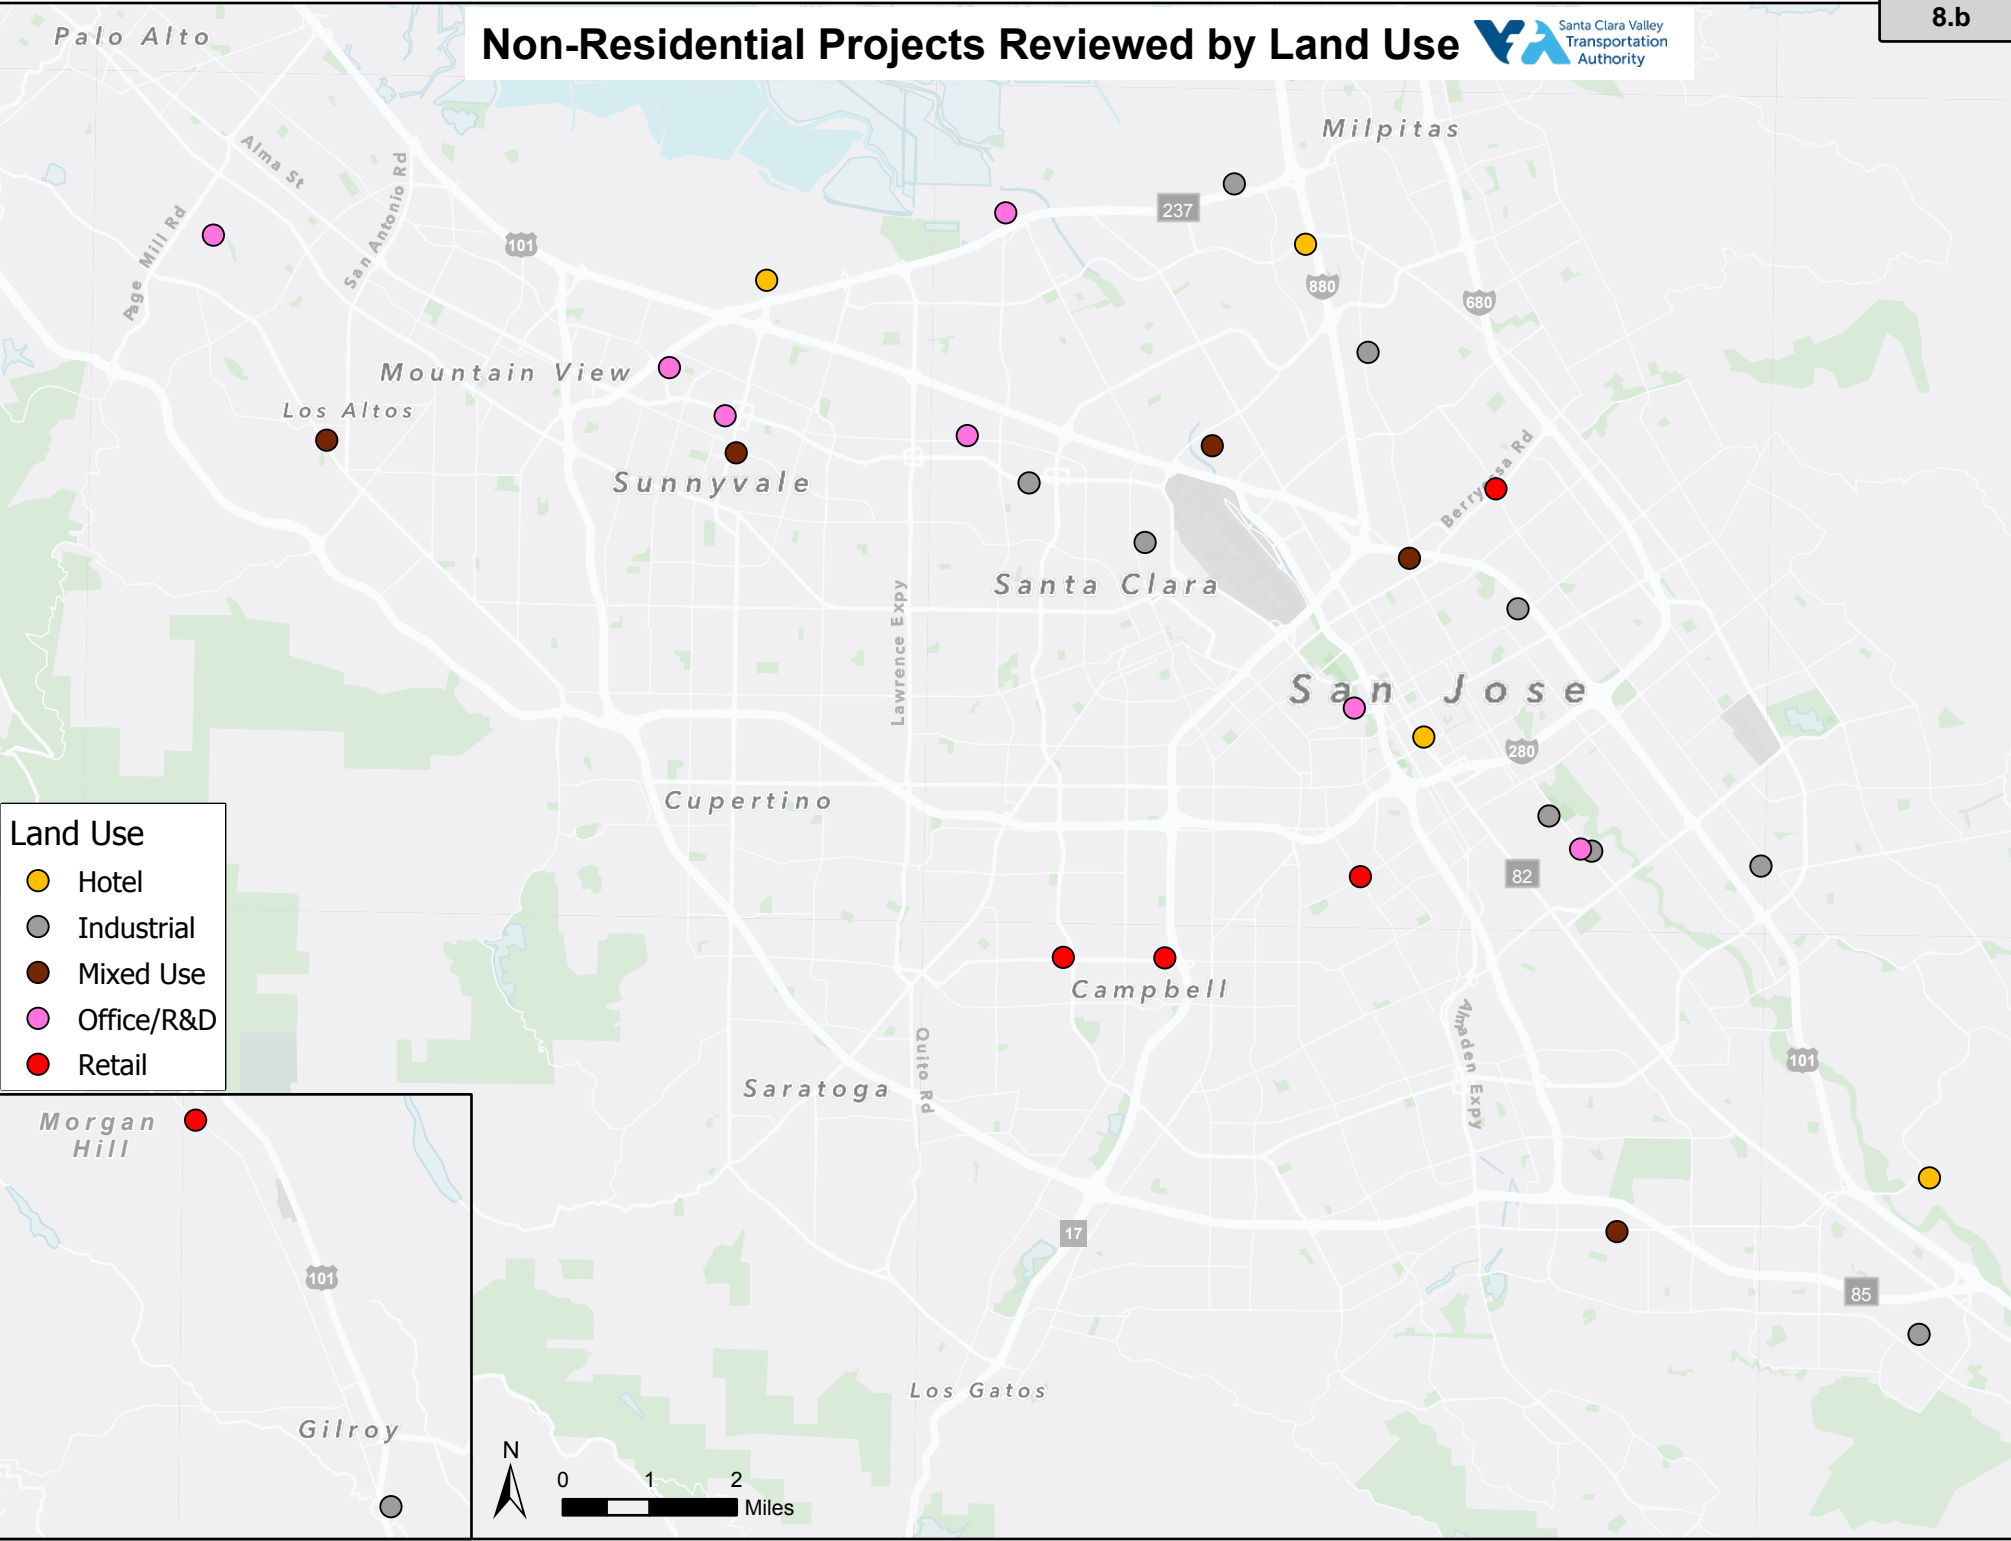 8.b
Non-Residential Projects Reviewed by Land Use
Santa Clara Valley
Transportation
Authority
Palo Alto
Milpitas
Alma St
San Antonio Rd
Page Mill Rd
237
101
880
680
Mountain View
Los Altos
Sunnyvale
Berryessa Rd
Santa Clara
Lawrence Expy
San Jose
280
Cupertino
82
Land Use
Hotel
Industrial
Mixed Use
Office/R&D
Retail
Campbell
Almaden Expy
Quito Rd
101
Saratoga
Morgan
Hill
17
101
85
Los Gatos
Gilroy
N
0 1 2
Miles